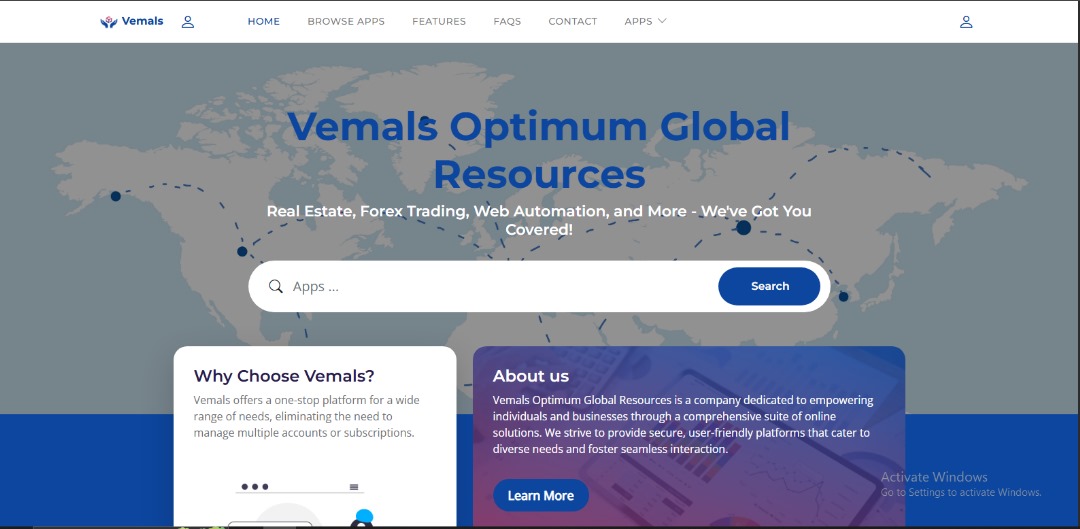 Vemals
HOME
BROWSE APPS
FEATURES
FAQS
CONTACT
APPS
Vemals Optimum Global
Resources
Real Estate, Forex Trading, Web Automation, and More - We've Got You
Covered!
Apps ...
Search
Why Choose Vemals?
Vemals offers a one-stop platform for a wide
range of needs, eliminating the need to
manage multiple accounts or subscriptions.
About us
Vemals Optimum Global Resources is a company dedicated to empowering
individuals and businesses through a comprehensive suite of online
solutions. We strive to provide secure, user-friendly platforms that cater to
diverse needs and foster seamless interaction.
Learn More
Activate Windows
Go to Settings to activate Windows.